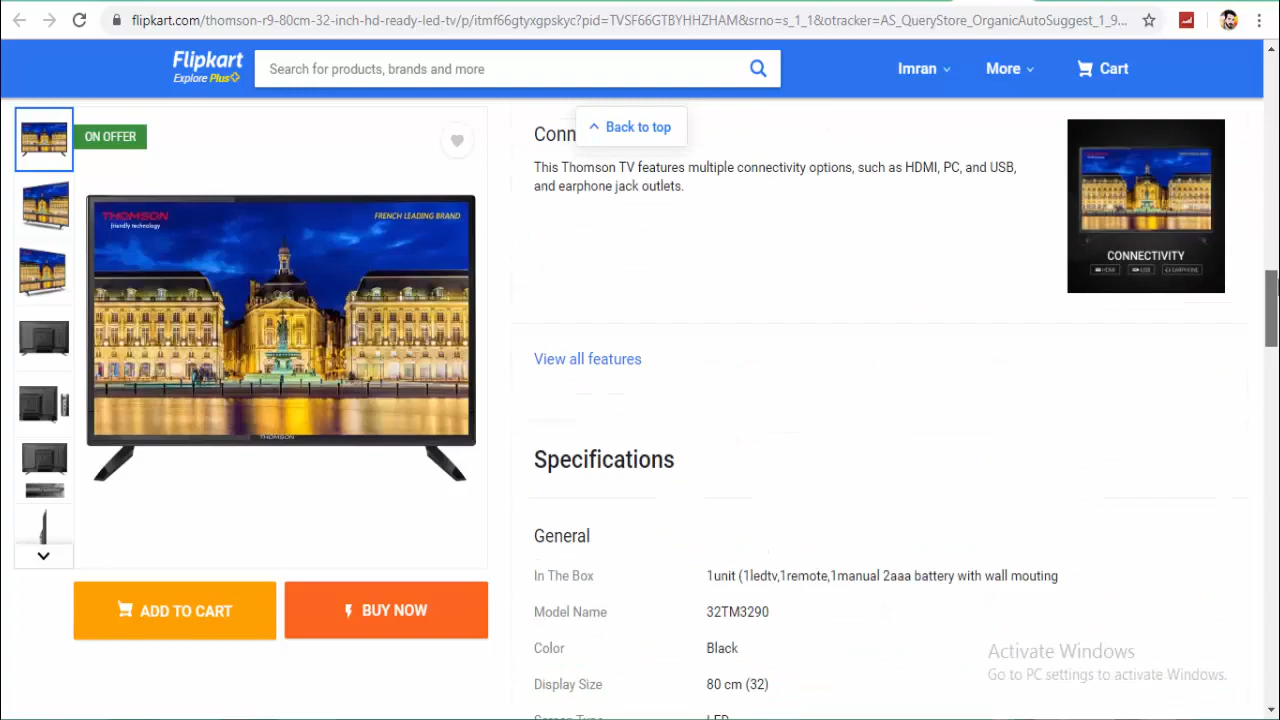 flipkart.com/thomson-r9-80cm-32-inch-hd-ready-led-tv/p/itmf66g9yxgpskyc?pid=TVSF66GTBYHHZHAM&srno=s_1_1&otracker=AS_QueryStore_OrganicAutoSuggest_1_9...
Flipkart
Explore Plus
Search for products, brands and more
Imran
More
Cart
ON OFFER
THOMSON
friendly technology
FRENCH LEADING BRAND
THOMSON
ADD TO CART
BUY NOW
Conn
Back to top
This Thomson TV features multiple connectivity options, such as HDMI, PC, and USB,
and earphone jack outlets.
CONNECTIVITY
HDMI
USB
EARPHONE
View all features
Specifications
General
In The Box 1unit (1ledtv,1remote,1manual 2aaa battery with wall mouting
Model Name 32TM3290
Color Black
Display Size 80 cm (32)
Screen Type LED
Activate Windows
Go to PC settings to activate Windows.